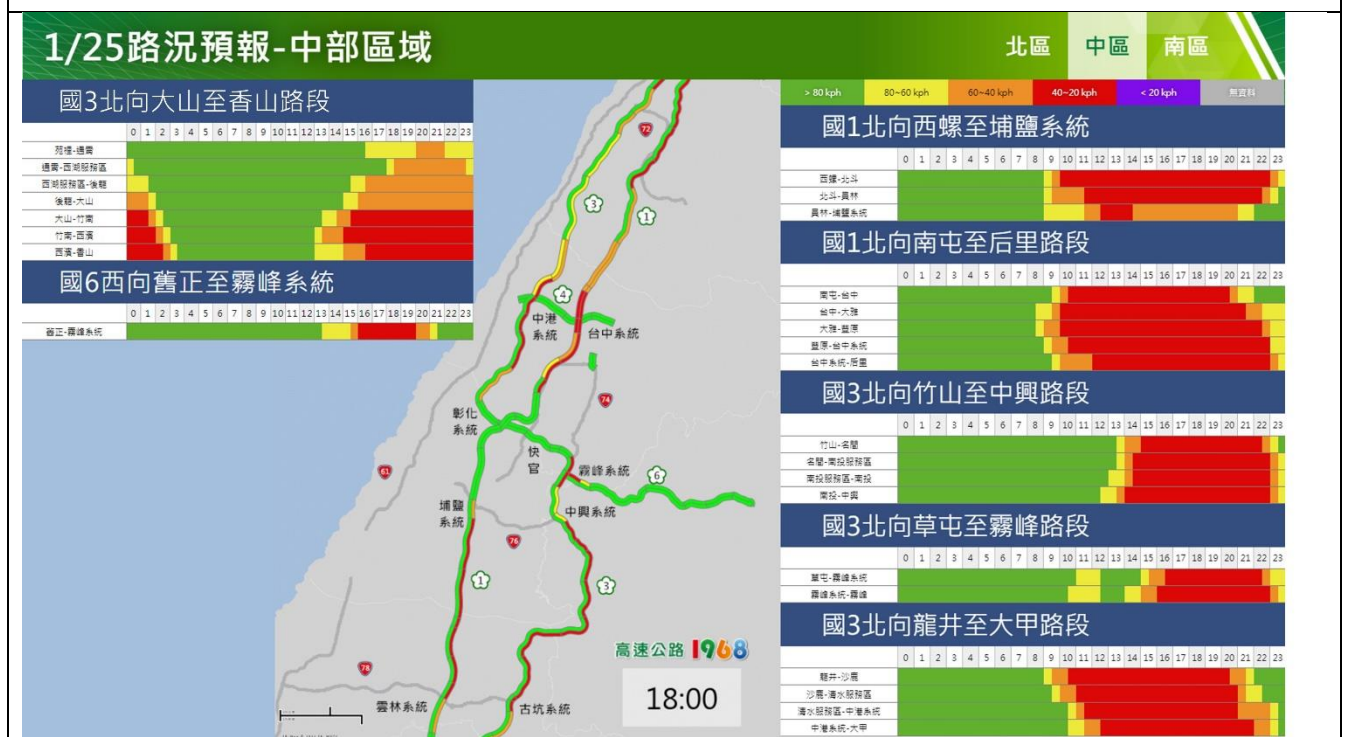 1/25路況預報-中部區域
北區 中區 南區
國3北向大山至香山路段
0 1 2 3 4 5 6 7 8 9 10 11 12 13 14 15 16 17 18 19 20 21 22 23
苑裡-通霄
通霄-西湖服務區
西湖服務區-後龍
後龍-大山
大山-竹南
竹南-西濱
西濱-香山
國6西向舊正至霧峰系統
0 1 2 3 4 5 6 7 8 9 10 11 12 13 14 15 16 17 18 19 20 21 22 23
舊正-霧峰系統
72
3
1
4
中港
系統
台中系統
74
彰化
系統
快
官
61
霧峰系統
6
埔鹽
系統
中興系統
76
1
3
高速公路 1968
78
18:00
雲林系統
古坑系統
> 80 kph 80~60 kph 60~40 kph 40~20 kph < 20 kph 無資料
國1北向西螺至埔鹽系統
0 1 2 3 4 5 6 7 8 9 10 11 12 13 14 15 16 17 18 19 20 21 22 23
西螺-北斗
北斗-員林
員林-埔鹽系統
國1北向南屯至后里路段
0 1 2 3 4 5 6 7 8 9 10 11 12 13 14 15 16 17 18 19 20 21 22 23
南屯-台中
台中-大雅
大雅-豐原
豐原-台中系統
台中系統-后里
國3北向竹山至中興路段
0 1 2 3 4 5 6 7 8 9 10 11 12 13 14 15 16 17 18 19 20 21 22 23
竹山-名間
名間-南投服務區
南投服務區-南投
南投-中興
國3北向草屯至霧峰路段
0 1 2 3 4 5 6 7 8 9 10 11 12 13 14 15 16 17 18 19 20 21 22 23
草屯-霧峰系統
霧峰系統-霧峰
國3北向龍井至大甲路段
0 1 2 3 4 5 6 7 8 9 10 11 12 13 14 15 16 17 18 19 20 21 22 23
龍井-沙鹿
沙鹿-清水服務區
清水服務區-中港系統
中港系統-大甲